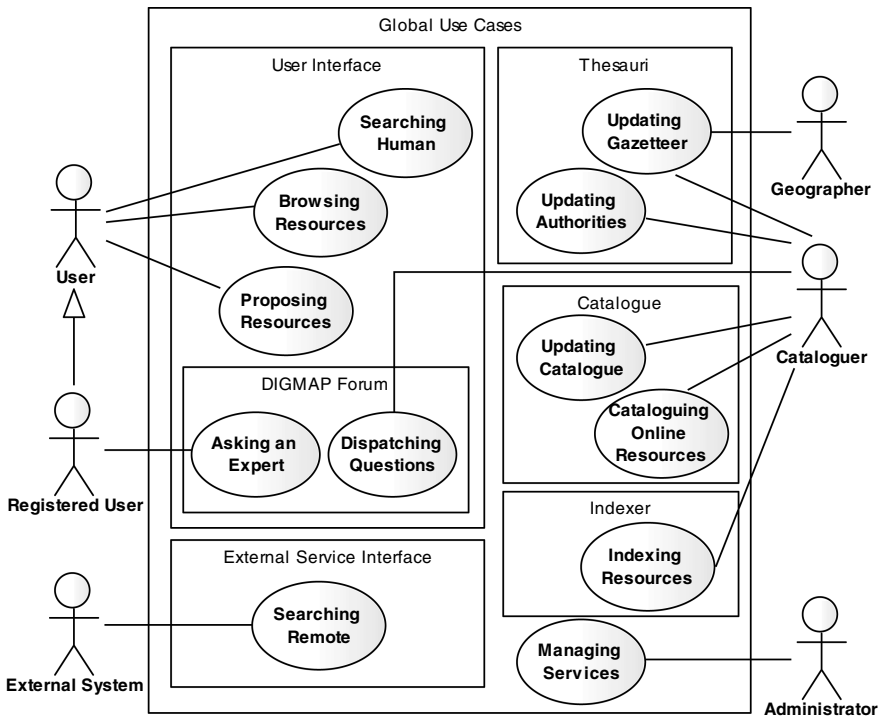 Global Use Cases
User Interface
Searching
Human
Browsing
Resources
Proposing
Resources
DIGMAP Forum
Asking an
Expert
Dispatching
Questions
External Service Interface
Searching
Remote
Thesauri
Updating
Gazetteer
Updating
Authorities
Catalogue
Updating
Catalogue
Cataloguing
Online
Resources
Indexer
Indexing
Resources
Managing
Services
User
Registered User
External System
Geographer
Cataloguer
Administrator